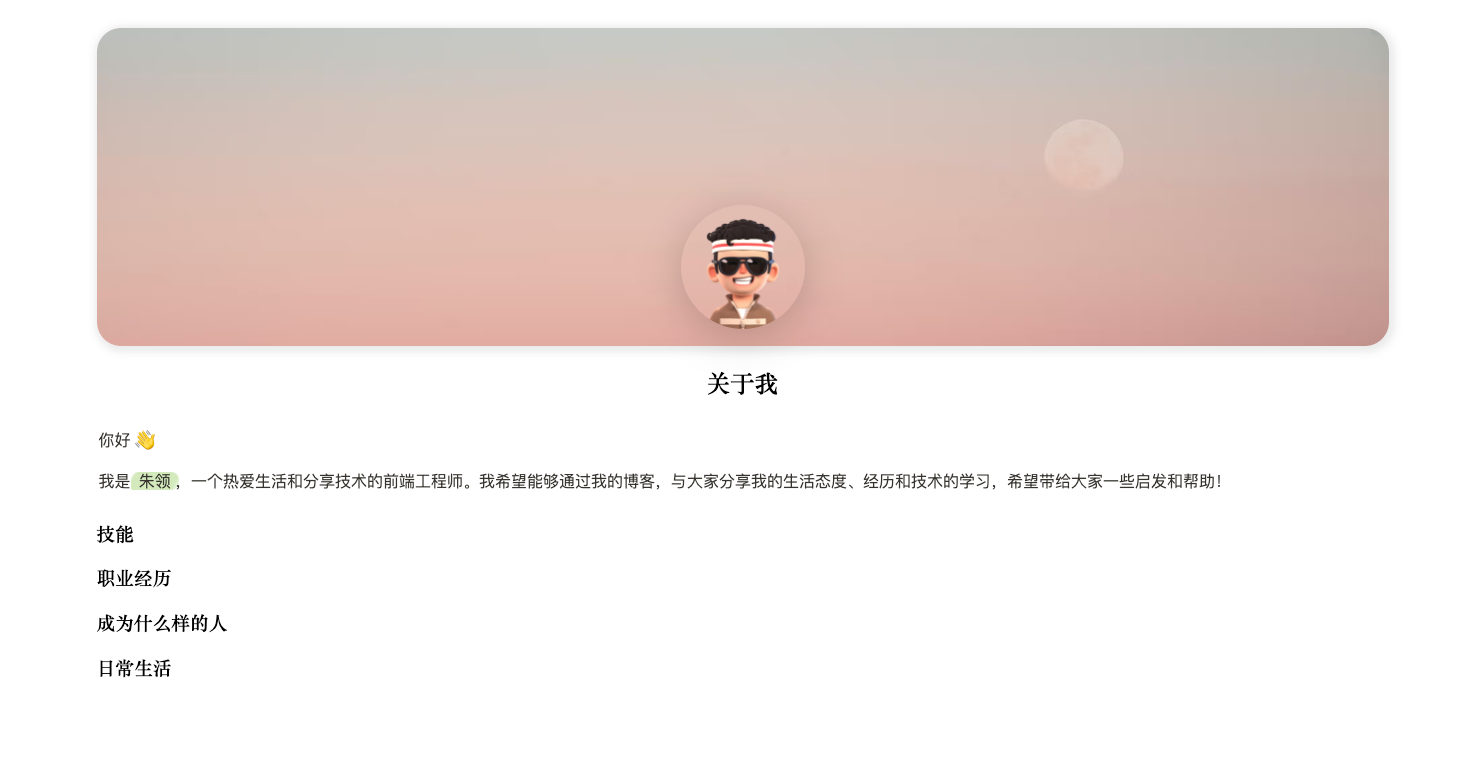 关于我
你好 👋
我是 朱领 ，一个热爱生活和分享技术的前端工程师。我希望能够通过我的博客，与大家分享我的生活态度、经历和技术的学习，希望带给大家一些启发和帮助！
技能
职业经历
成为什么样的人
日常生活